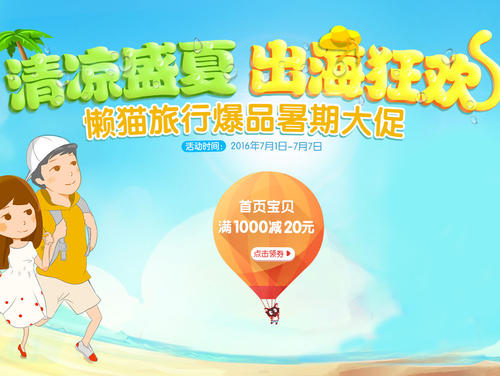 清凉盛夏 出海狂欢
懒猫旅行爆品暑期大促
活动时间: 2016年7月1日-7月7日
首页宝贝
满1000减20元
点击领券